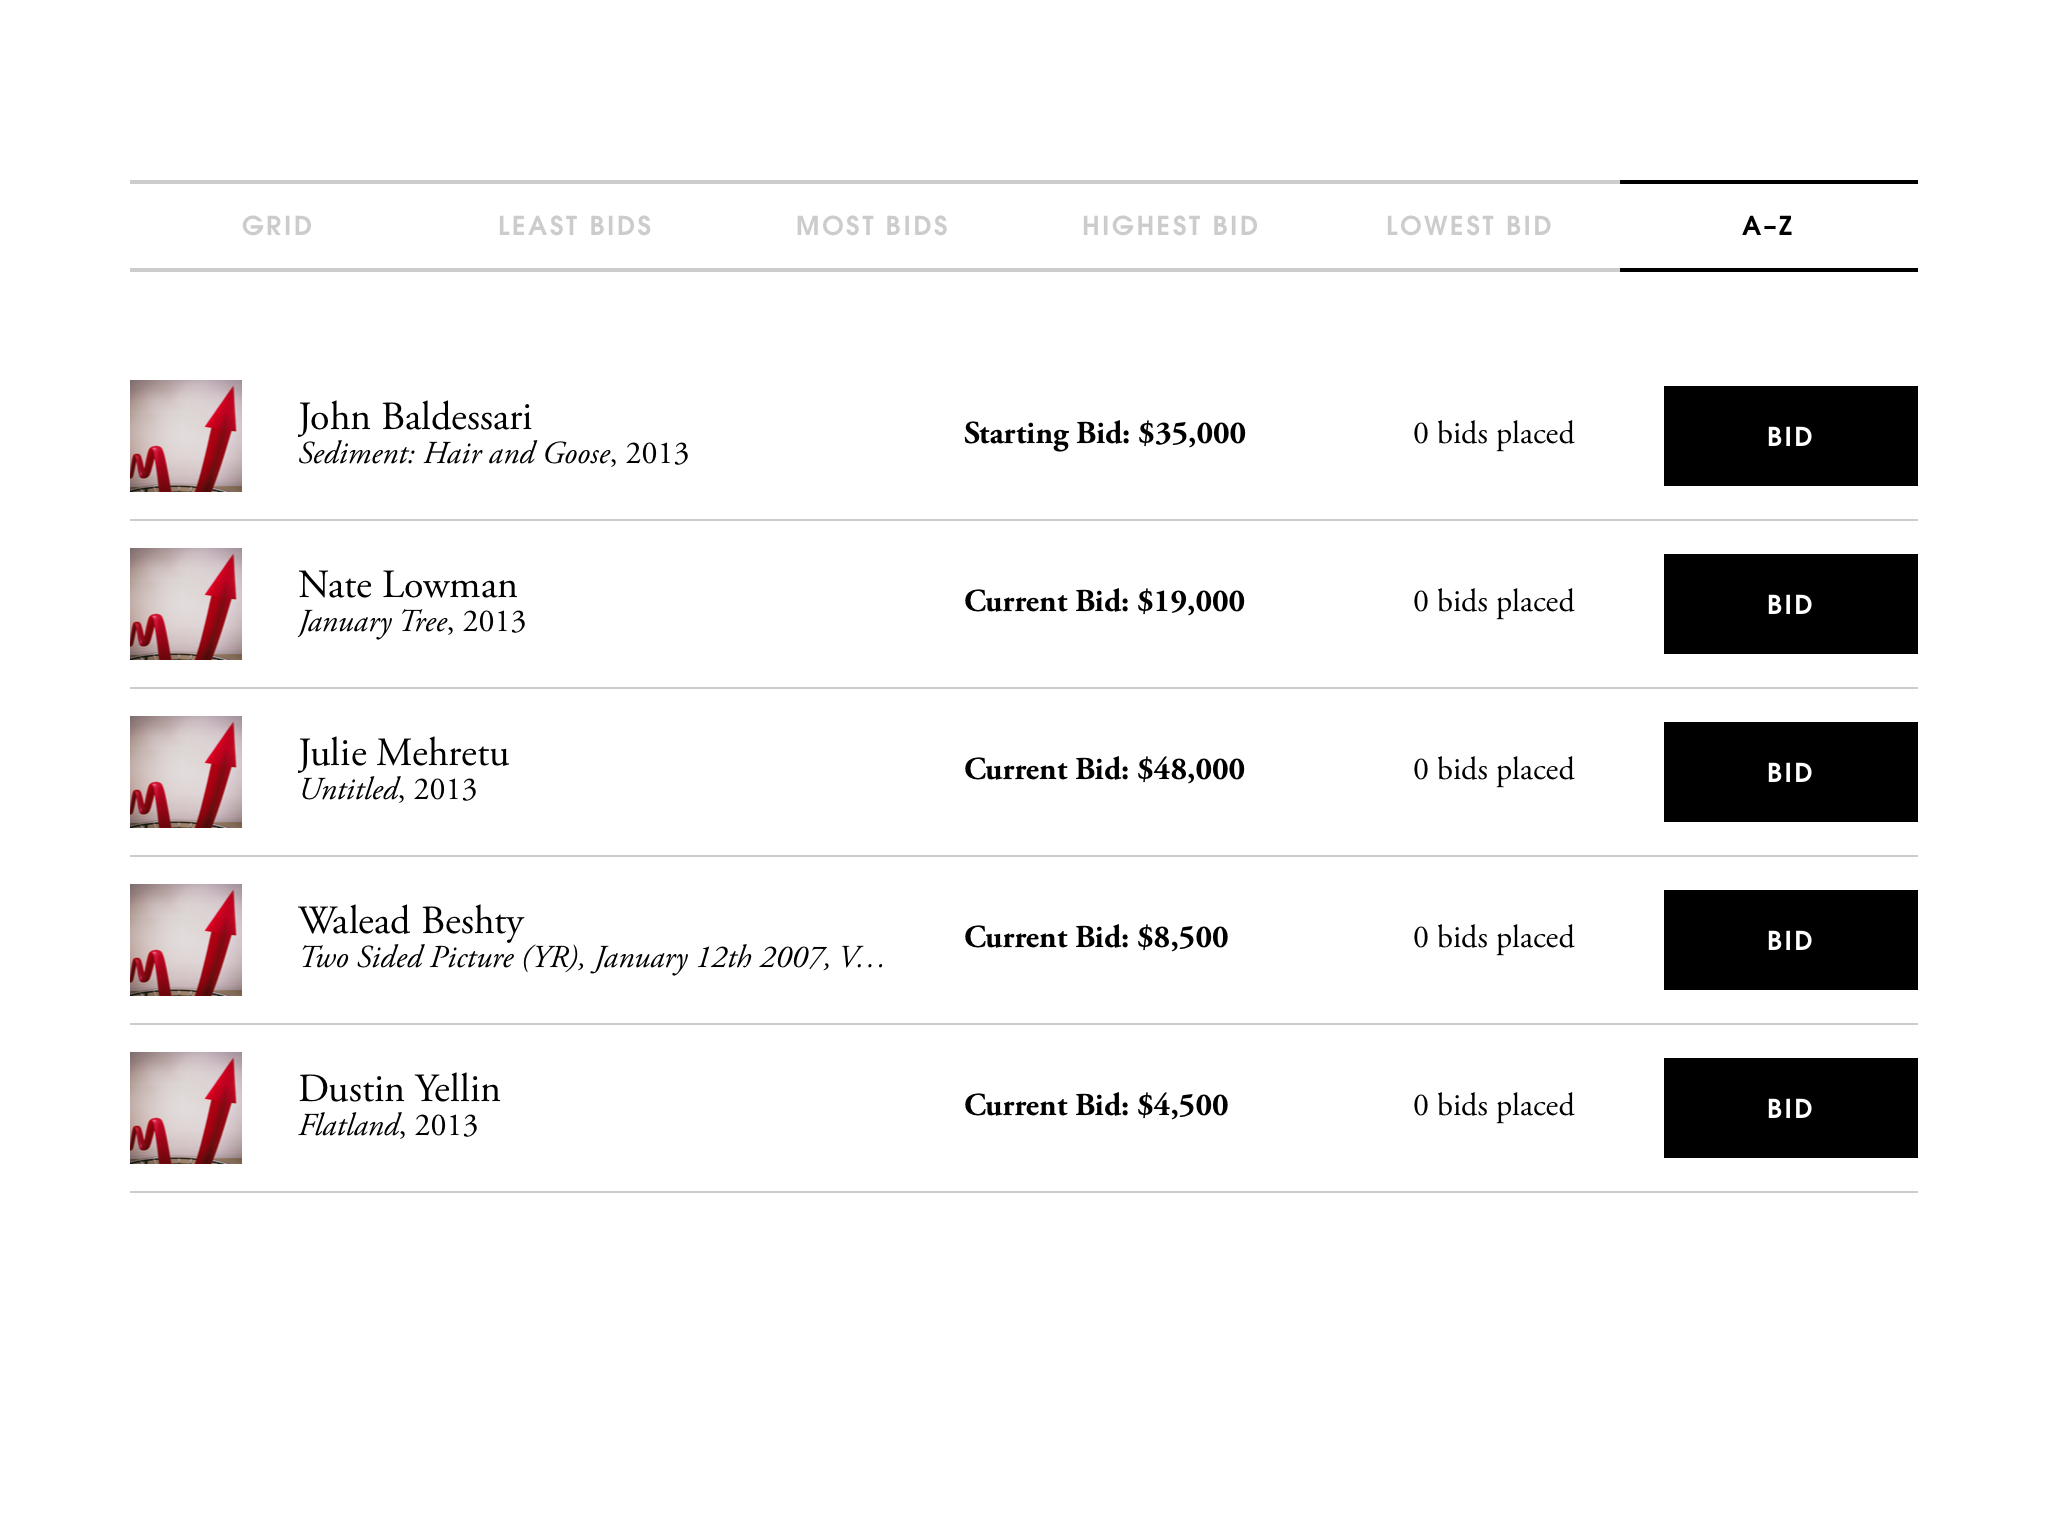 GRID LEAST BIDS MOST BIDS HIGHEST BID LOWEST BID A–Z
John Baldessari
Sediment: Hair and Goose, 2013
Starting Bid: $35,000
0 bids placed
BID
Nate Lowman
January Tree, 2013
Current Bid: $19,000
0 bids placed
BID
Julie Mehretu
Untitled, 2013
Current Bid: $48,000
0 bids placed
BID
Walead Beshty
Two Sided Picture (YR), January 12th 2007, V…
Current Bid: $8,500
0 bids placed
BID
Dustin Yellin
Flatland, 2013
Current Bid: $4,500
0 bids placed
BID